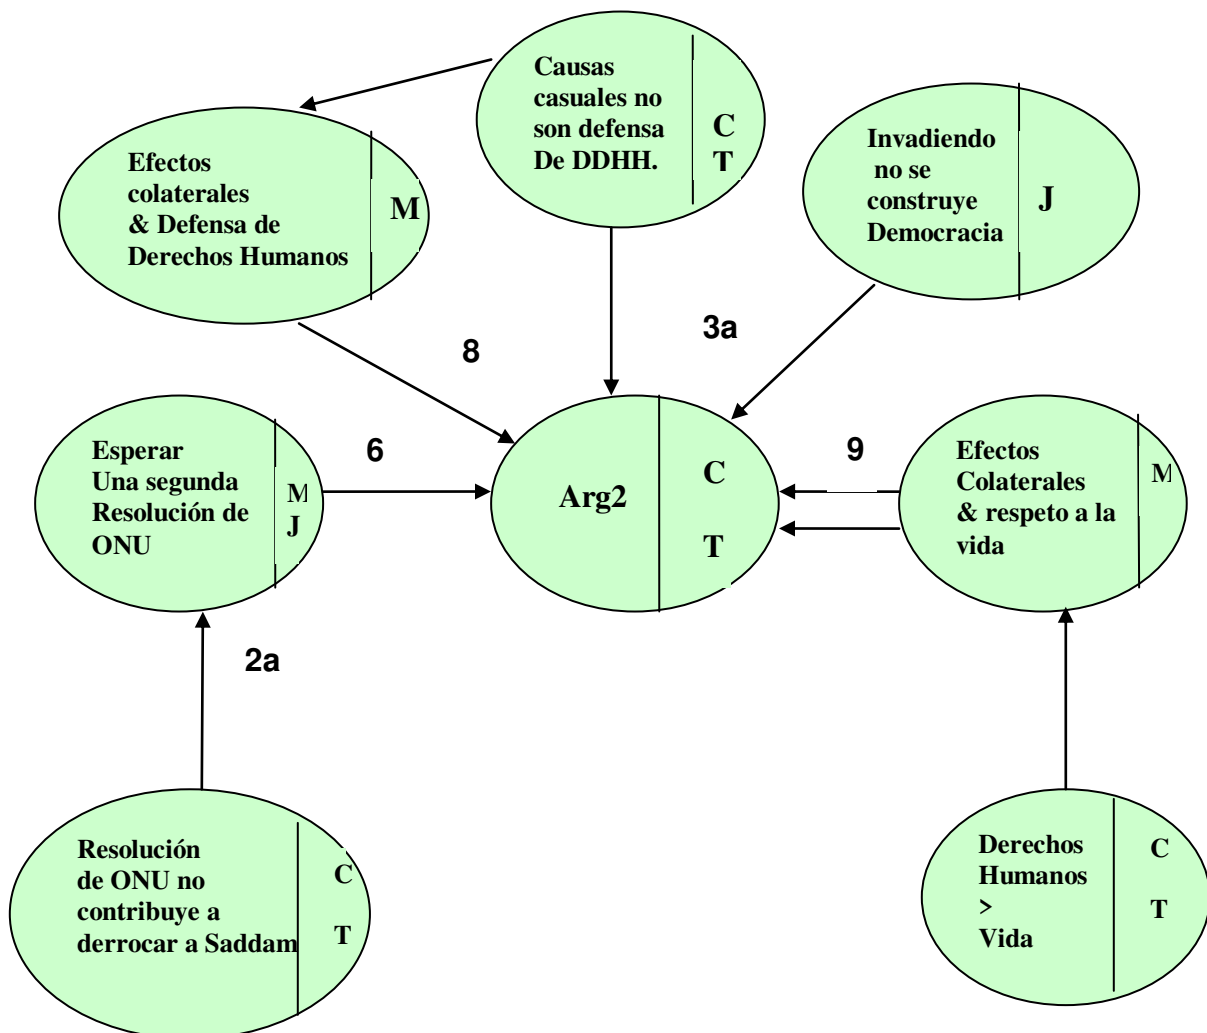 Causas
casuales no
son defensa
De DDHH.
C
T
Efectos
colaterales
& Defensa de
Derechos Humanos
M
Invadiendo
no se
construye
Democracia
J
8
3a
Esperar
Una segunda
Resolución de
ONU
M
J
6
Arg2
C
T
9
Efectos
Colaterales
& respeto a la
vida
M
2a
Resolución
de ONU no
contribuye a
derrocar a Saddam
C
T
Derechos
Humanos
>
Vida
C
T